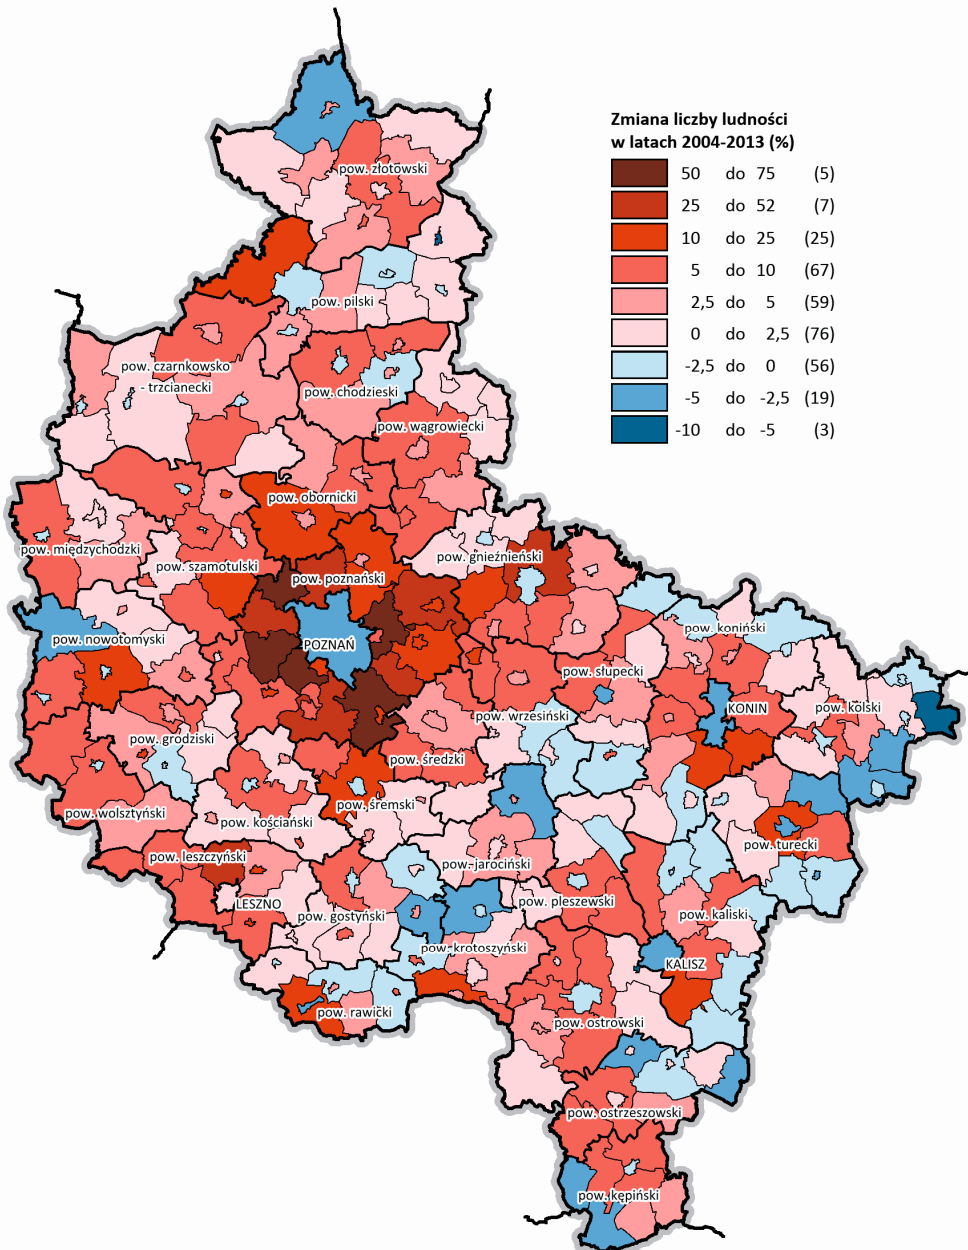 Zmiana liczby ludności
w latach 2004-2013 (%)
50 do 75 (5)
25 do 52 (7)
10 do 25 (25)
5 do 10 (67)
2,5 do 5 (59)
0 do 2,5 (76)
-2,5 do 0 (56)
-5 do -2,5 (19)
-10 do -5 (3)
pow. złotowski
pow. pilski
pow. czarnkowsko
- trzcianecki
pow. chodzieski
pow. wągrowiecki
pow. obornicki
pow. międzychodzki
pow. szamotulski
pow. gnieźnieński
pow. poznański
pow. nowotomyski
POZNAŃ
pow. koniński
pow. słupecki
pow. kolski
KONIN
pow. wrzesiński
pow. grodziski
pow. średzki
pow. śremski
pow. wolsztyński
pow. kościański
pow. turecki
pow. leszczyński
pow. jarociński
LESZNO
pow. pleszewski
pow. gostyński
pow. kaliski
pow. krotoszyński
KALISZ
pow. rawicki
pow. ostrowski
pow. ostrzeszowski
pow. kępiński